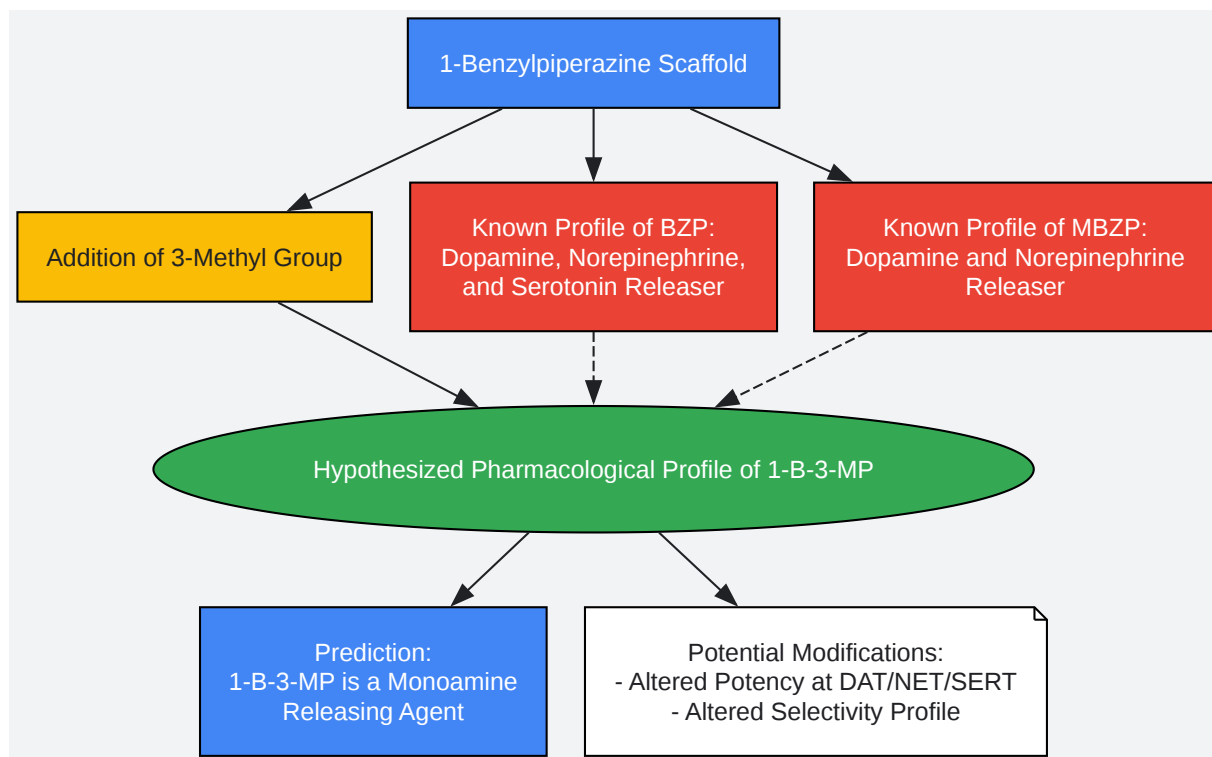 1-Benzylpiperazine Scaffold
Addition of 3-Methyl Group
Known Profile of BZP:
Dopamine, Norepinephrine,
and Serotonin Releaser
Known Profile of MBZP:
Dopamine and Norepinephrine
Releaser
Hypothesized Pharmacological Profile of 1-B-3-MP
Prediction:
1-B-3-MP is a Monoamine
Releasing Agent
Potential Modifications:
- Altered Potency at DAT/NET/SERT
- Altered Selectivity Profile